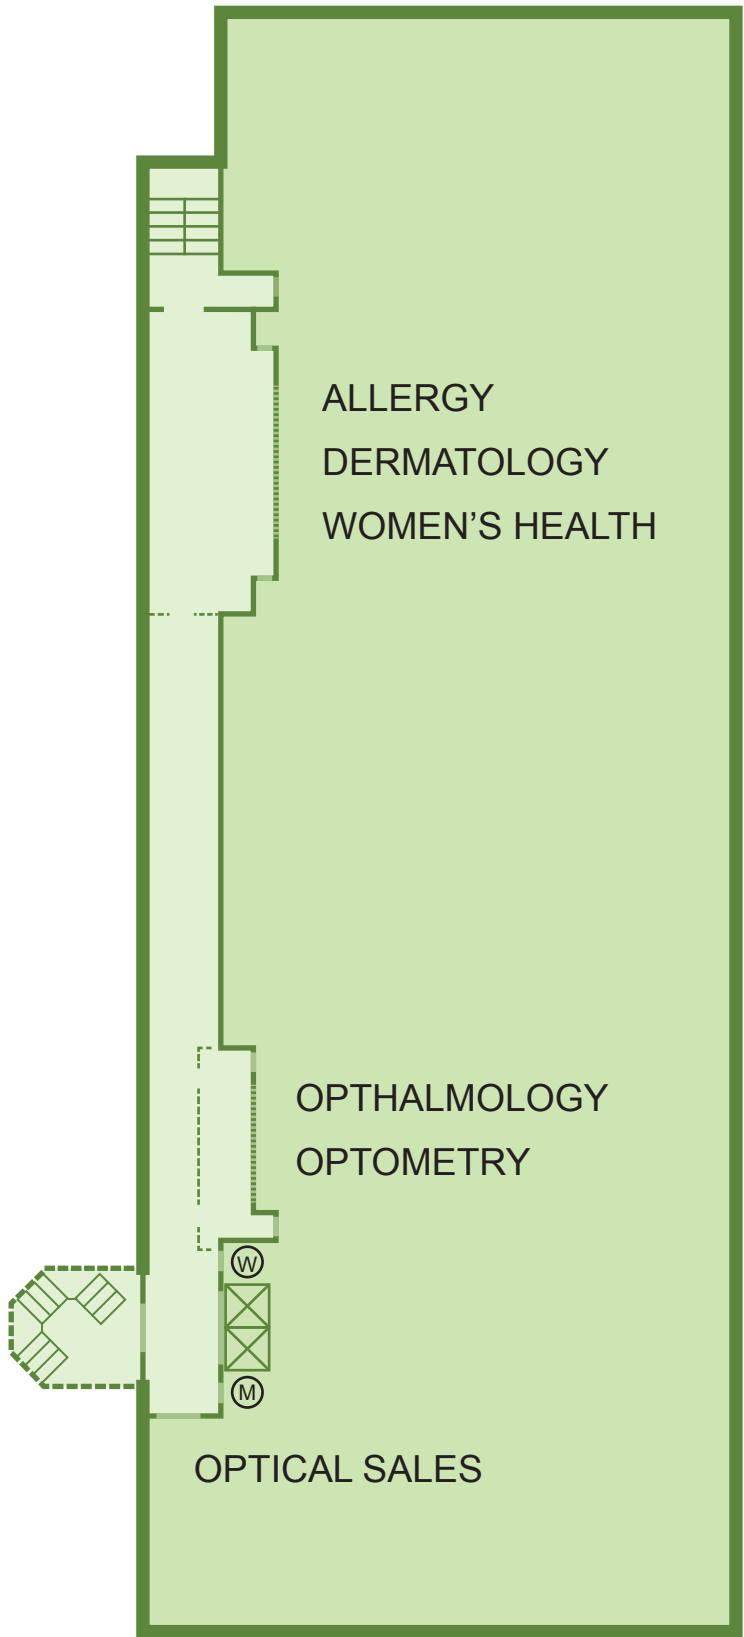 ALLERGY
DERMATOLOGY
WOMEN’S HEALTH
OPTHALMOLOGY
OPTOMETRY
W
M
OPTICAL SALES